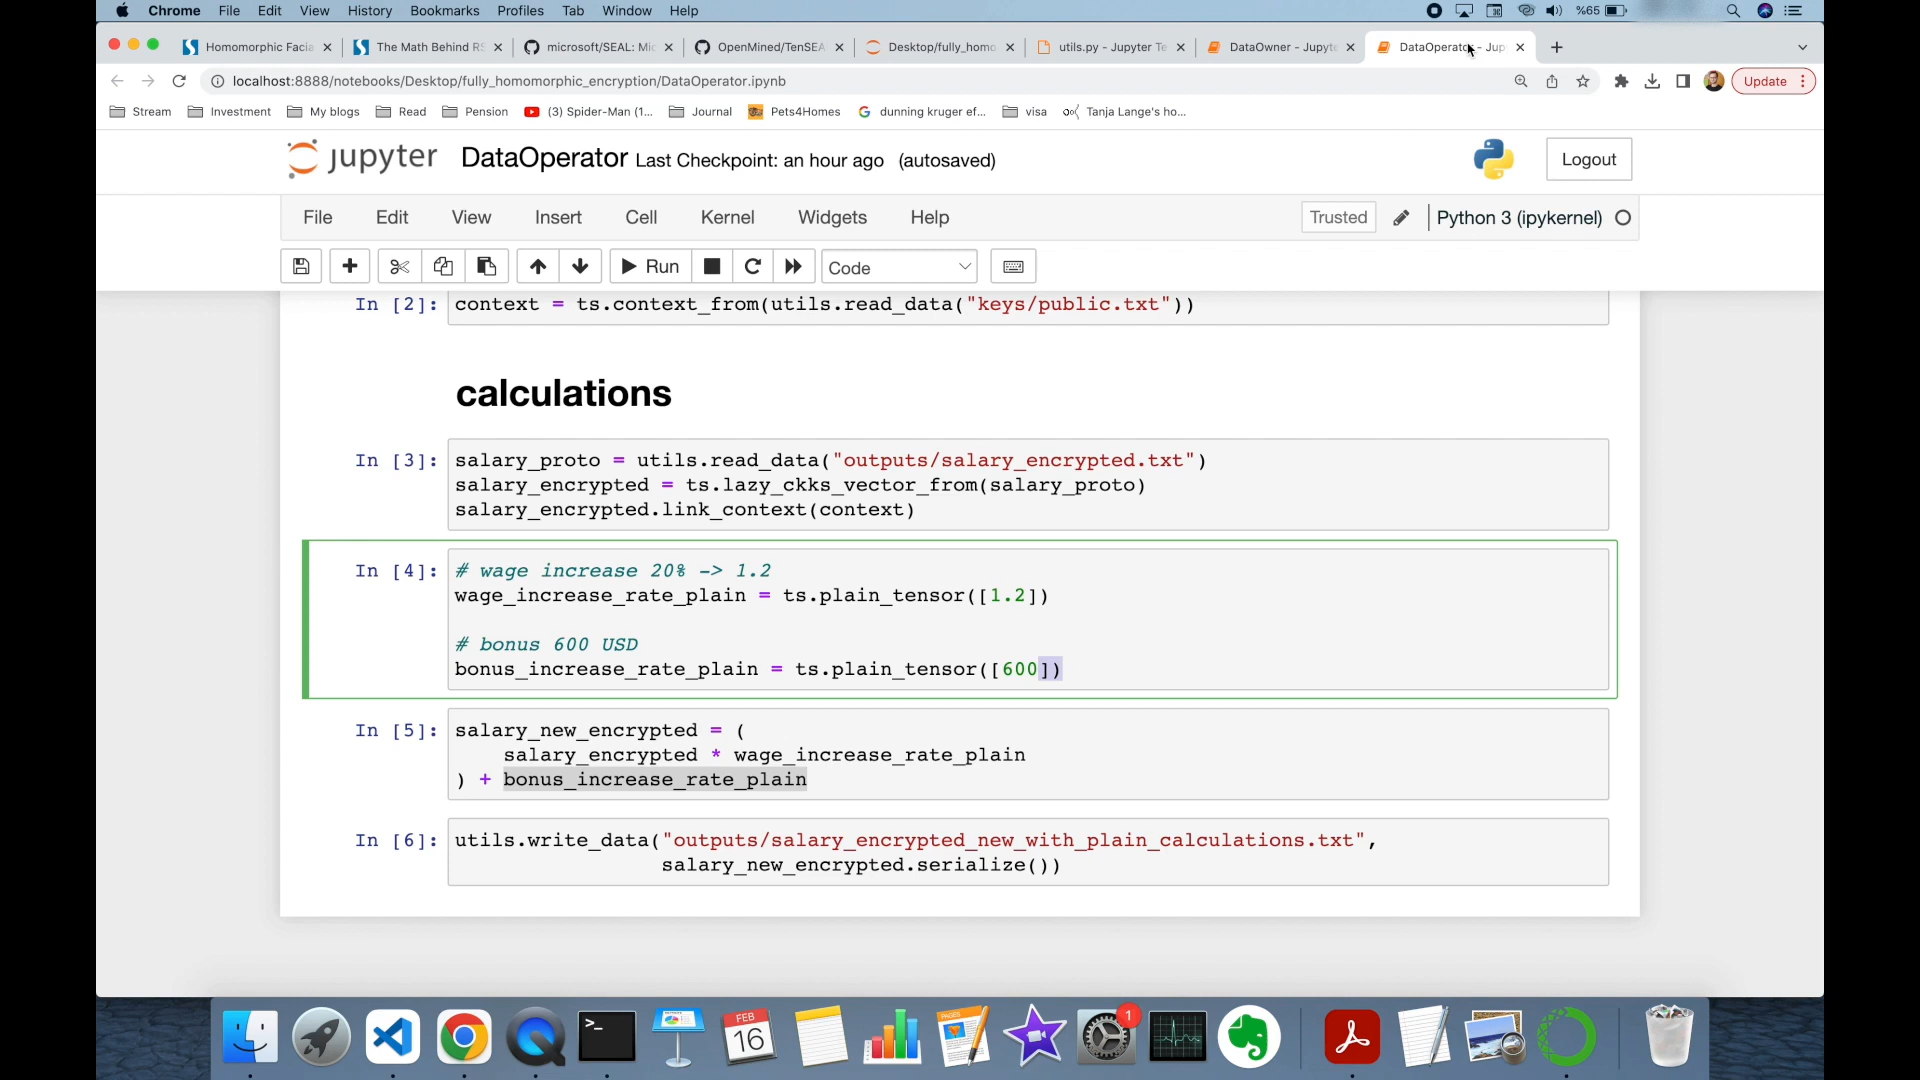 Chrome File Edit View History Bookmarks Profiles Tab Window Help %65
Homomorphic Facia The Math Behind RS microsoft/SEAL: Mic OpenMined/TenSEA Desktop/fully_homo utils.py - Jupyter Te DataOwner - Jupyte DataOperator - Jup
localhost:8888/notebooks/Desktop/fully_homomorphic_encryption/DataOperator.ipynb Update
Stream Investment My blogs Read Pension (3) Spider-Man (1... Journal Pets4Homes dunning kruger ef... visa Tanja Lange's ho...
jupyter DataOperator Last Checkpoint: an hour ago (autosaved) Logout
File Edit View Insert Cell Kernel Widgets Help Trusted Python 3 (ipykernel)
Run Code
In [2]: context = ts.context_from(utils.read_data("keys/public.txt"))
calculations
In [3]: salary_proto = utils.read_data("outputs/salary_encrypted.txt")
salary_encrypted = ts.lazy_ckks_vector_from(salary_proto)
salary_encrypted.link_context(context)
In [4]: # wage increase 20% -> 1.2
wage_increase_rate_plain = ts.plain_tensor([1.2])
# bonus 600 USD
bonus_increase_rate_plain = ts.plain_tensor([600])
In [5]: salary_new_encrypted = (
salary_encrypted * wage_increase_rate_plain
) + bonus_increase_rate_plain
In [6]: utils.write_data("outputs/salary_encrypted_new_with_plain_calculations.txt",
salary_new_encrypted.serialize())
FEB
16
PAGES
1